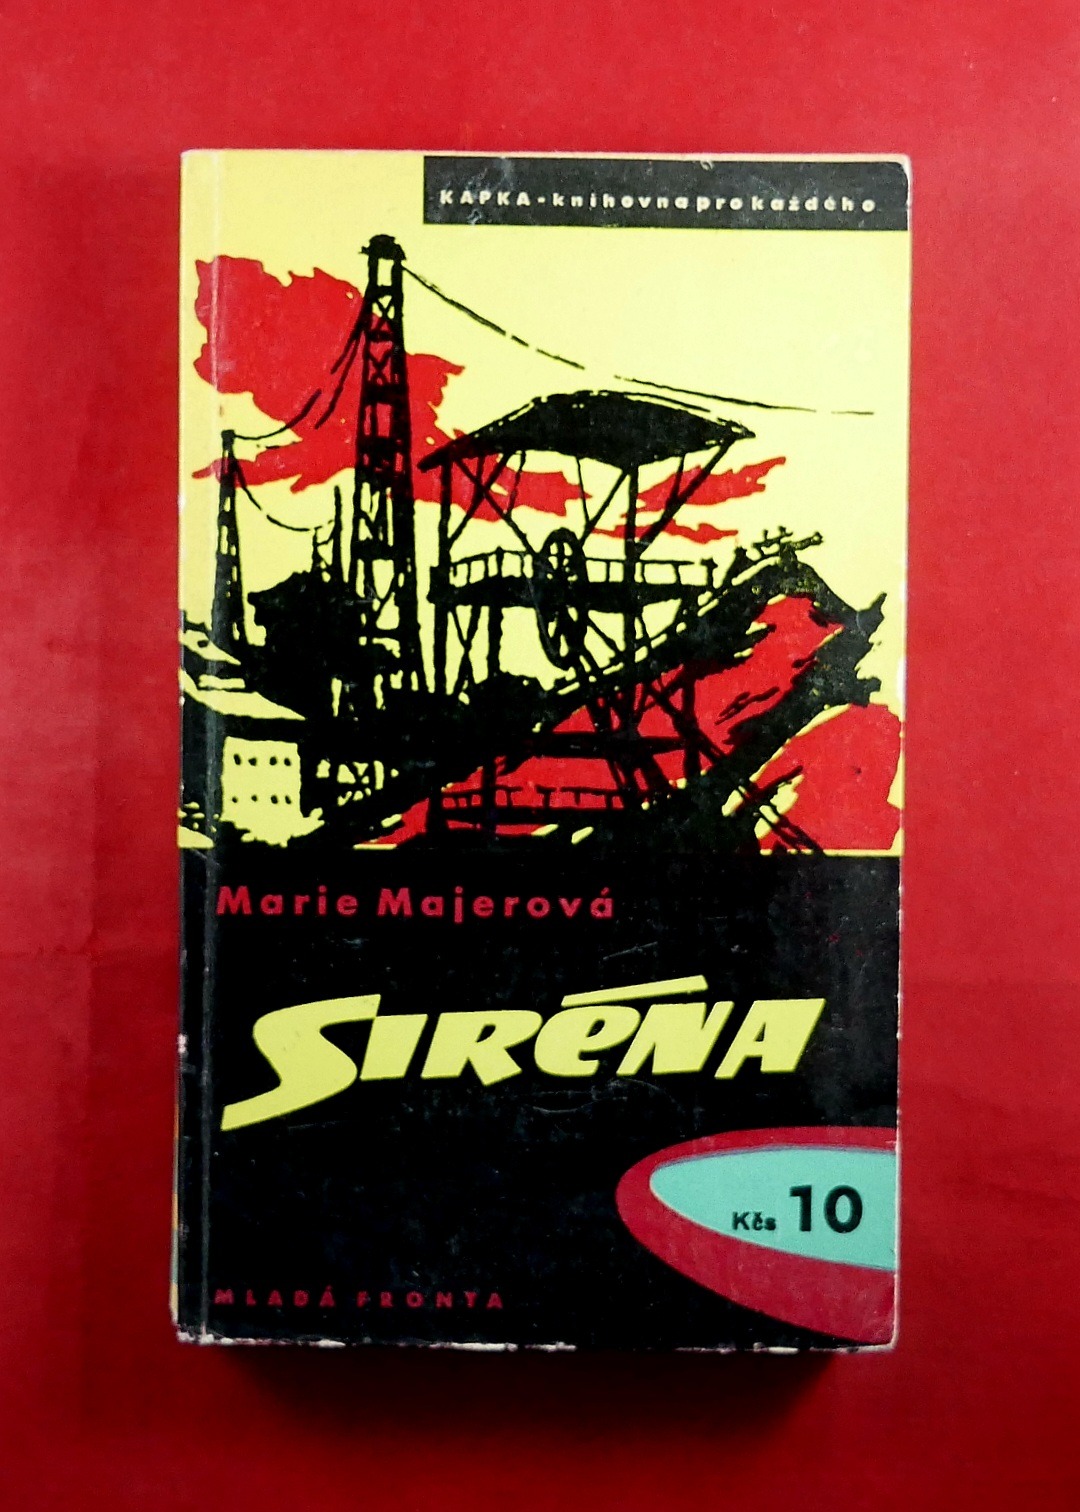 KAPKA - knihovna pro každého
Marie Majerová
SIRéNA
Kčs 10
MLADÁ FRONTA